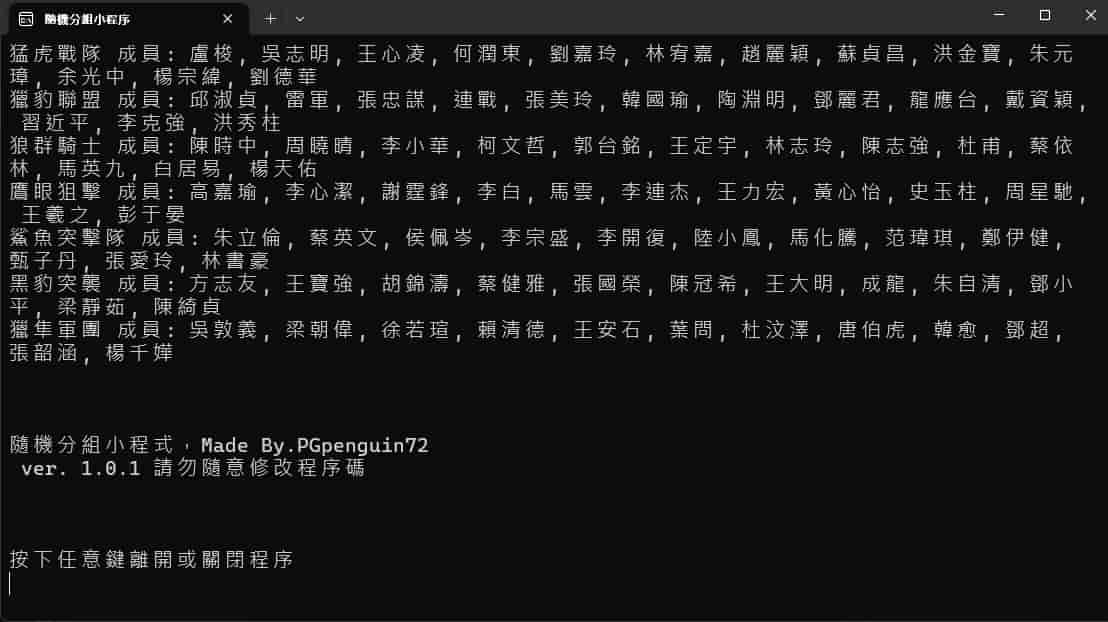 隨機分組小程序
猛虎戰隊 成員: 盧梭, 吳志明, 王心凌, 何潤東, 劉嘉玲, 林宥嘉, 趙麗穎, 蘇貞昌, 洪金寶, 朱元
璋, 余光中, 楊宗緯, 劉德華
獵豹聯盟 成員: 邱淑貞, 雷軍, 張忠謀, 連戰, 張美玲, 韓國瑜, 陶淵明, 鄧麗君, 龍應台, 戴資穎,
習近平, 李克強, 洪秀柱
狼群騎士 成員: 陳時中, 周曉晴, 李小華, 柯文哲, 郭台銘, 王定宇, 林志玲, 陳志強, 杜甫, 蔡依
林, 馬英九, 白居易, 楊天佑
鷹眼狙擊 成員: 高嘉瑜, 李心潔, 謝霆鋒, 李白, 馬雲, 李連杰, 王力宏, 黃心怡, 史玉柱, 周星馳,
王羲之, 彭于晏
鯊魚突擊隊 成員: 朱立倫, 蔡英文, 侯佩岑, 李宗盛, 李開復, 陸小鳳, 馬化騰, 范瑋琪, 鄭伊健,
甄子丹, 張愛玲, 林書豪
黑豹突襲 成員: 方志友, 王寶強, 胡錦濤, 蔡健雅, 張國榮, 陳冠希, 王大明, 成龍, 朱自清, 鄧小
平, 梁靜茹, 陳綺貞
獵隼軍團 成員: 吳敦義, 梁朝偉, 徐若瑄, 賴清德, 王安石, 葉問, 杜汶澤, 唐伯虎, 韓愈, 鄧超,
張韶涵, 楊千嬅
隨機分組小程式，Made By.PGpenguin72
ver. 1.0.1 請勿隨意修改程序碼
按下任意鍵離開或關閉程序